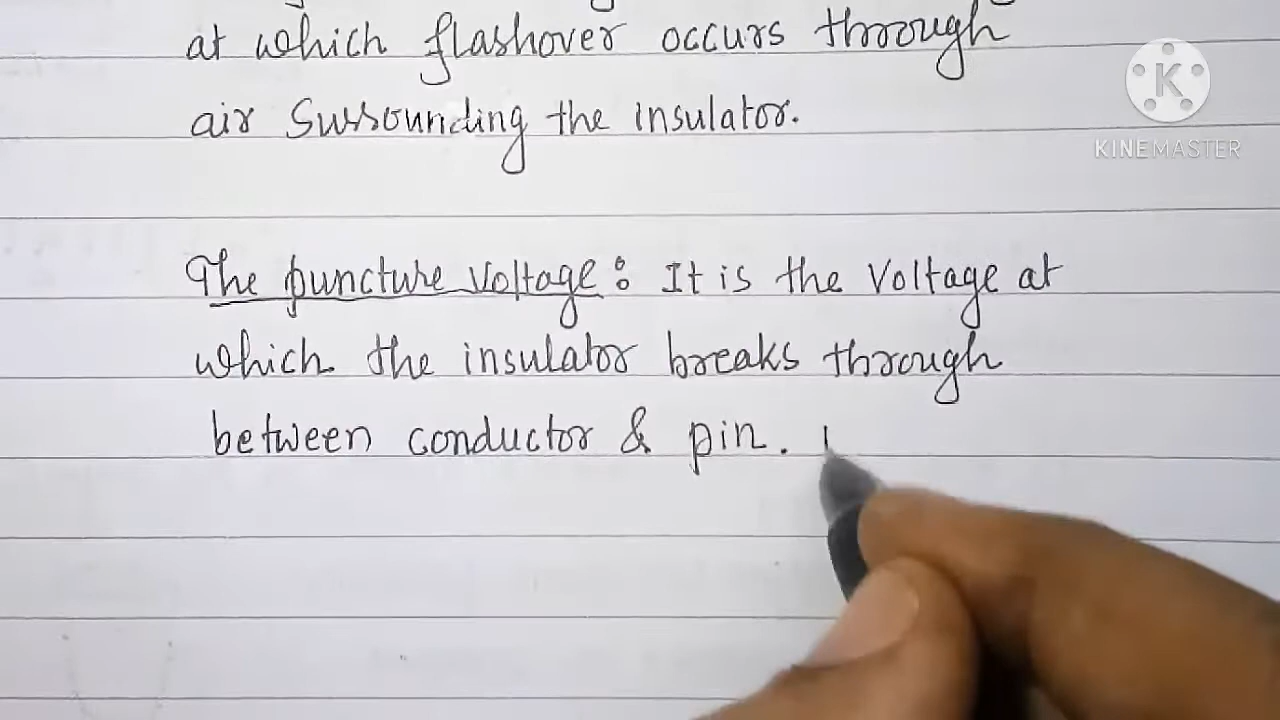 at which flashover occurs through
air Surrounding the insulator.
K
KINEMASTER
The puncture Voltage: It is the Voltage at
which the insulator breaks through
between conductor & pin.